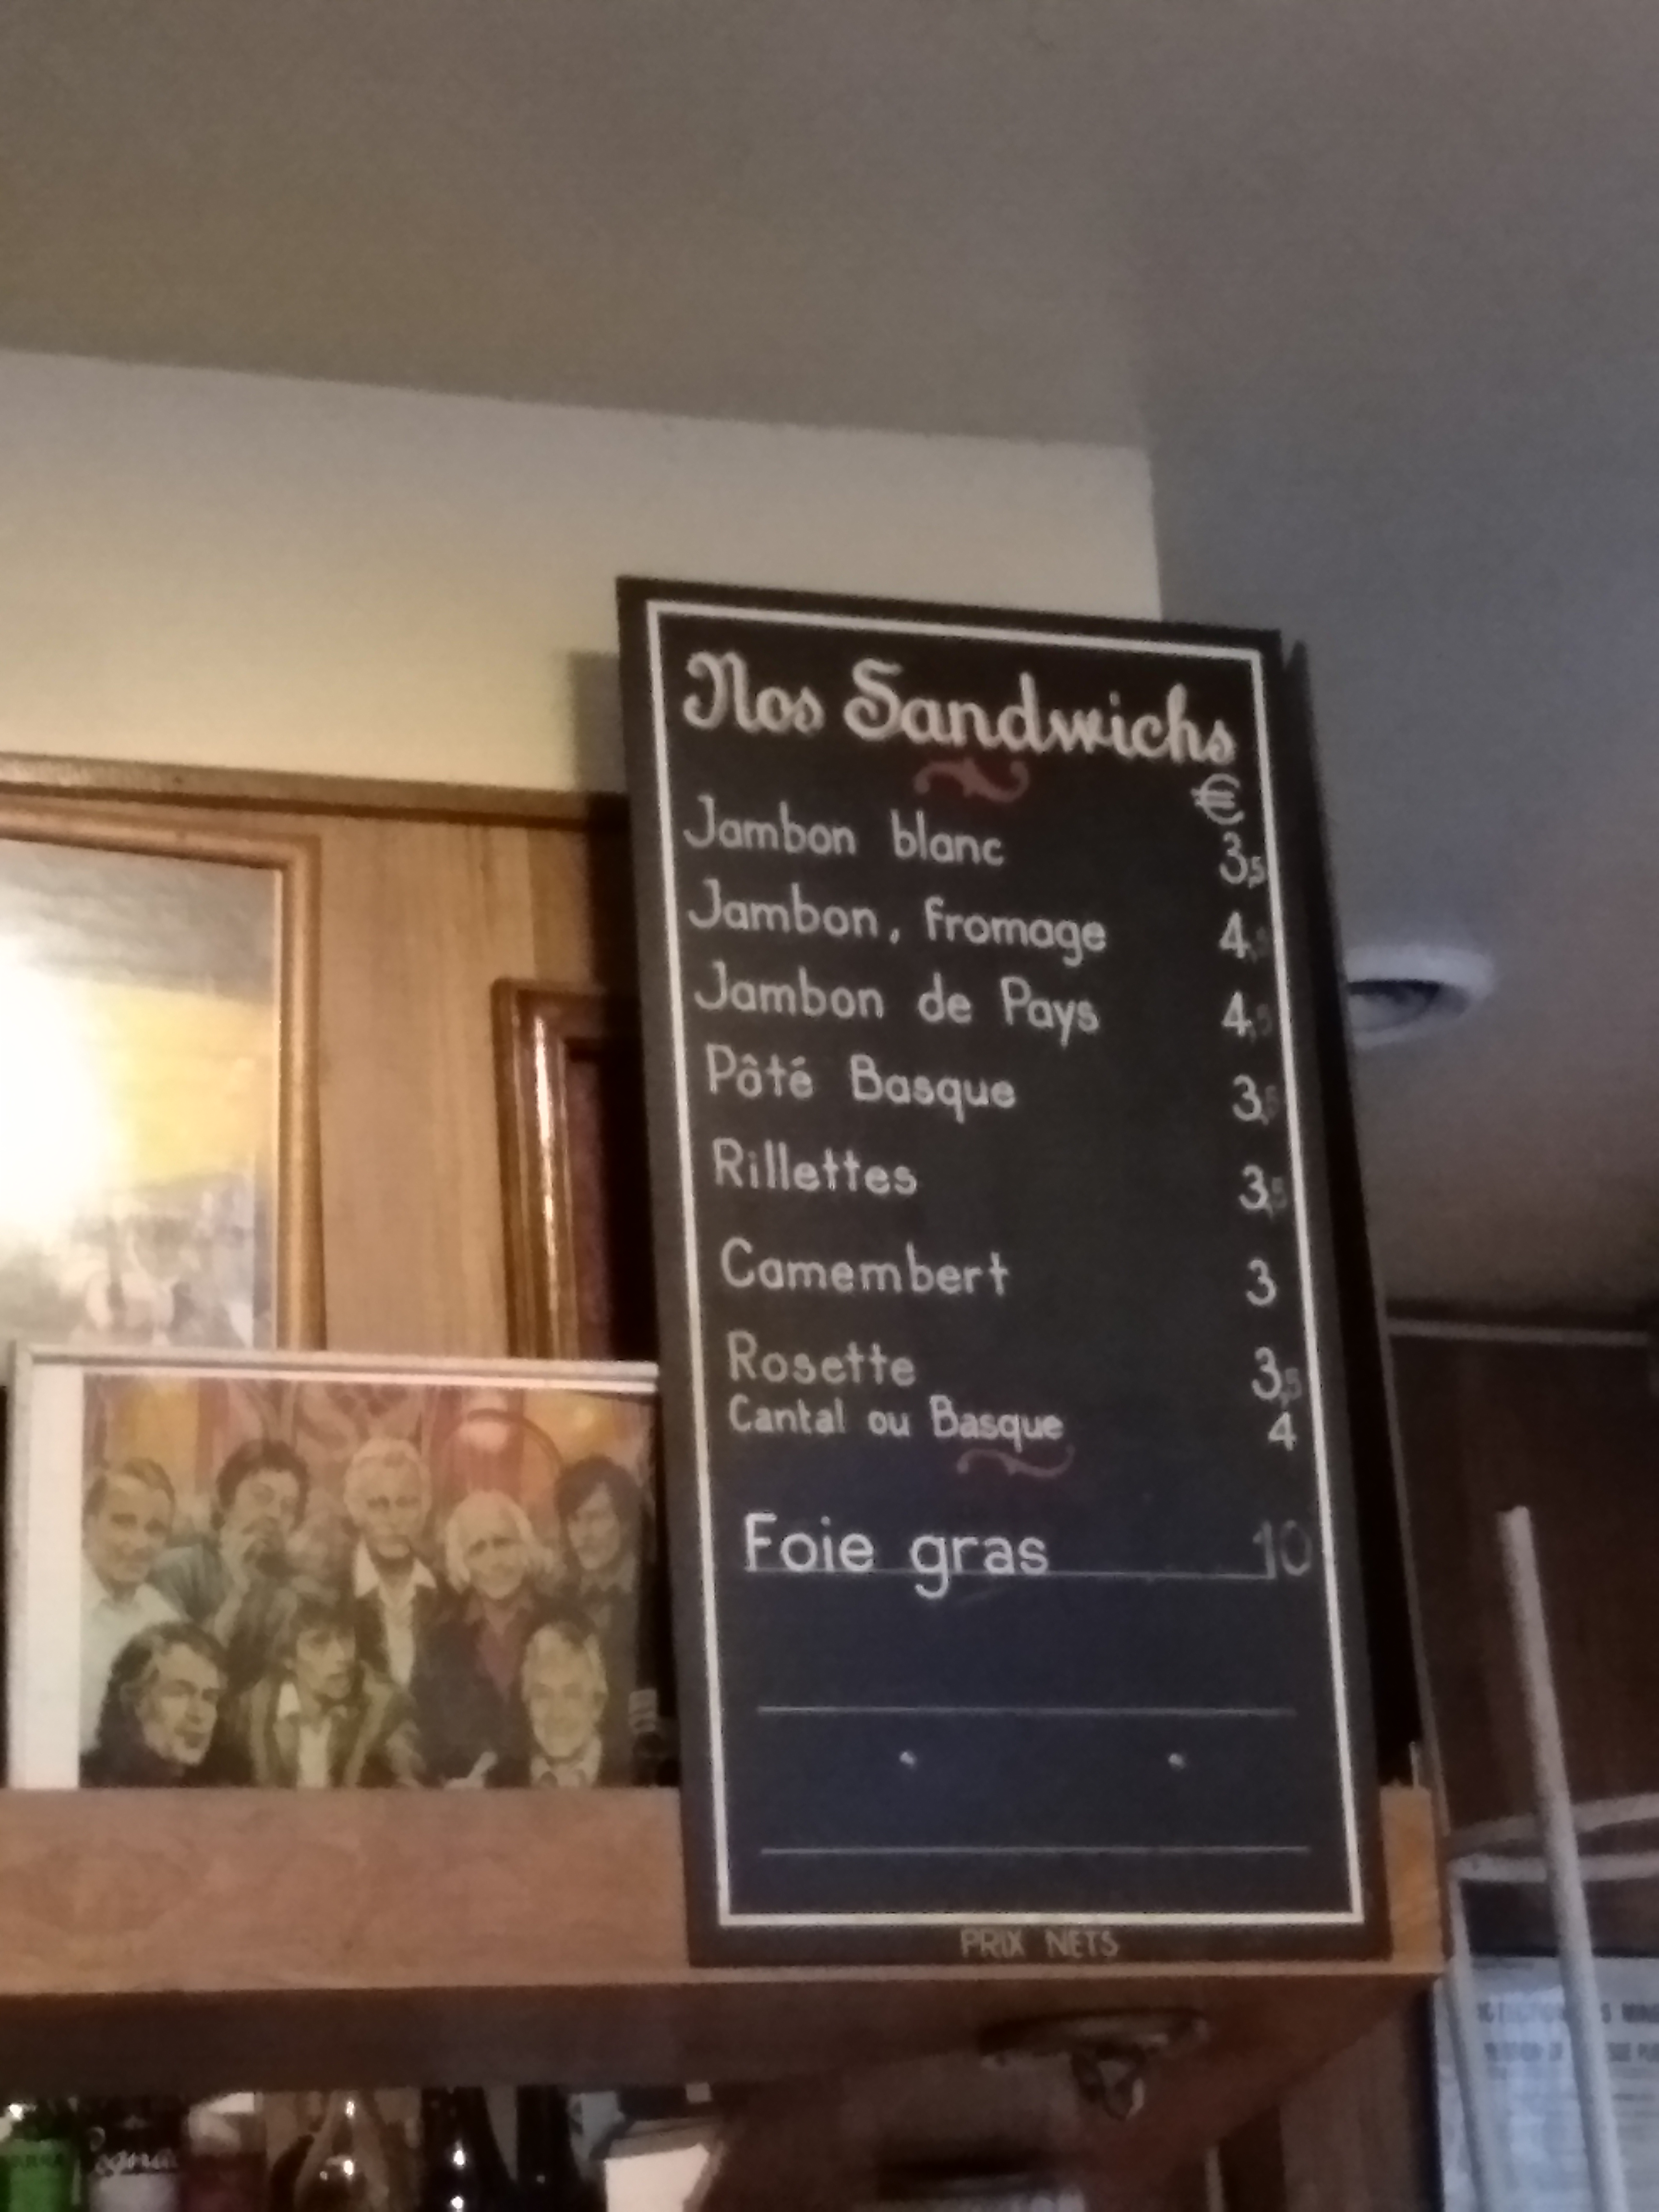 Nos Sandwichs
€
Jambon blanc 3,5
Jambon, fromage 4,5
Jambon de Pays 4,5
Pâté Basque 3,5
Rillettes 3,5
Camembert 3
Rosette 3,5
Cantal ou Basque 4
Foie gras 10
PRIX NETS